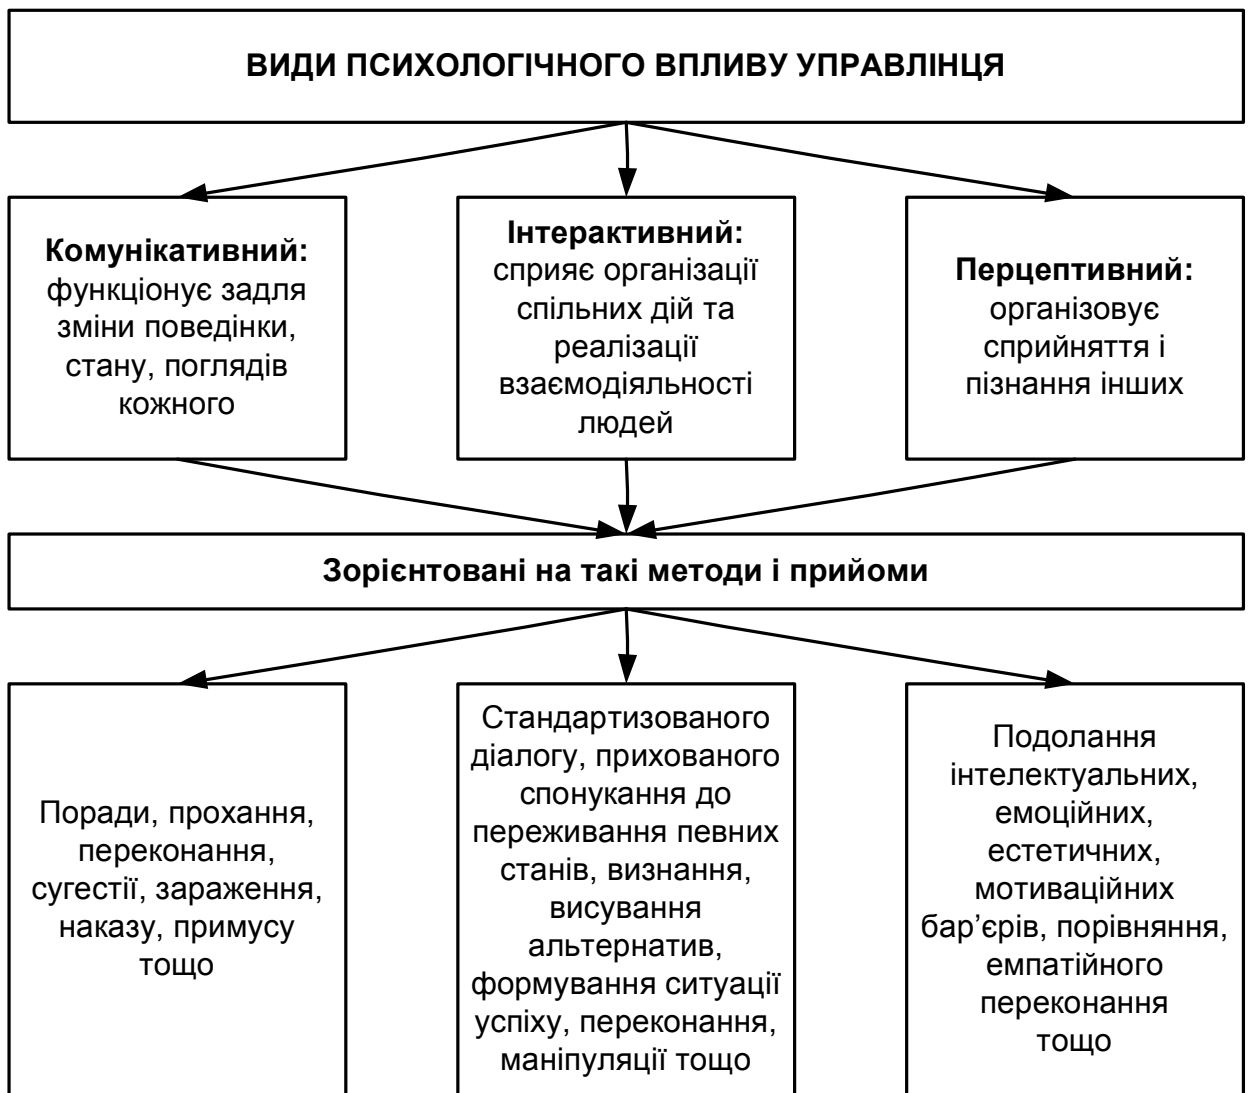 ВИДИ ПСИХОЛОГІЧНОГО ВПЛИВУ УПРАВЛІНЦЯ
Комунікативний:
функціонує задля
зміни поведінки,
стану, поглядів
кожного
Інтерактивний:
сприяє організації
спільних дій та
реалізації
взаємодіяльності
людей
Перцептивний:
організовує
сприйняття і
пізнання інших
Зорієнтовані на такі методи і прийоми
Поради, прохання,
переконання,
сугестії, зараження,
наказу, примусу
тощо
Стандартизованого
діалогу, прихованого
спонукання до
переживання певних
станів, визнання,
висування
альтернатив,
формування ситуації
успіху, переконання,
маніпуляції тощо
Подолання
інтелектуальних,
емоційних,
естетичних,
мотиваційних
бар’єрів, порівняння,
емпатійного
переконання
тощо